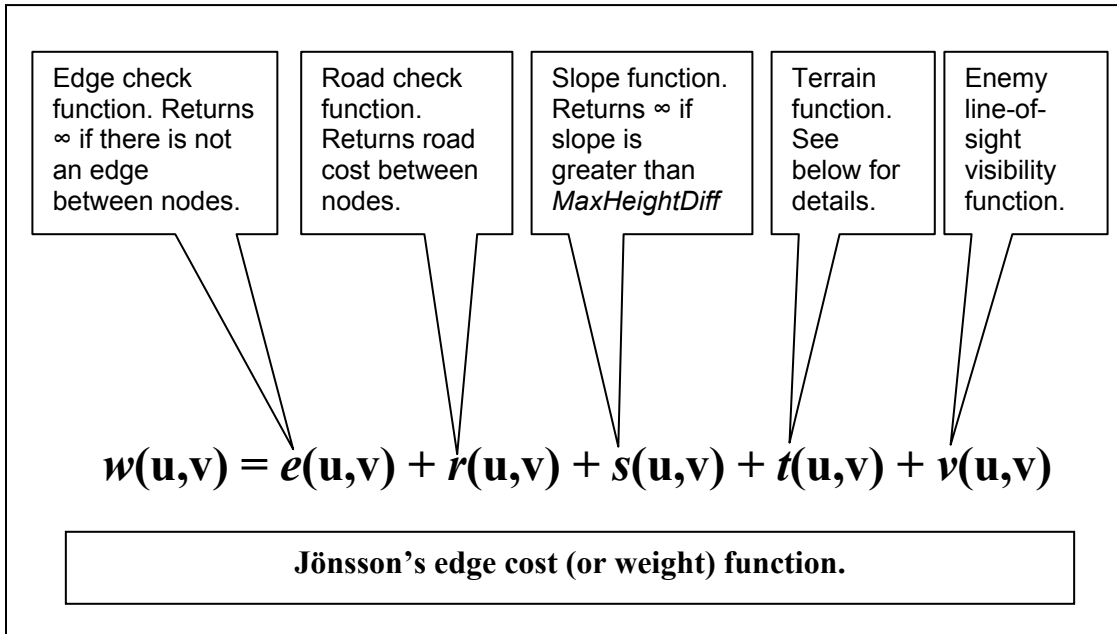 Edge check
function. Returns
∞ if there is not
an edge
between nodes.
Road check
function.
Returns road
cost between
nodes.
Slope function.
Returns ∞ if
slope is
greater than
MaxHeightDiff
Terrain
function.
See
below for
details.
Enemy
line-of-
sight
visibility
function.
w(u,v) = e(u,v) + r(u,v) + s(u,v) + t(u,v) + v(u,v)
Jönsson’s edge cost (or weight) function.